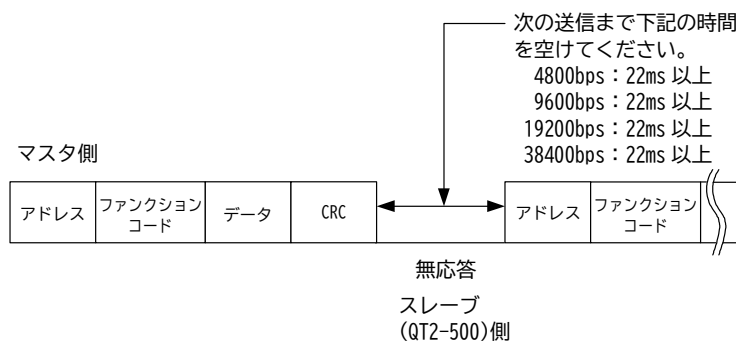 次の送信まで下記の時間
を空けてください。
4800bps：22ms 以上
9600bps：22ms 以上
19200bps：22ms 以上
38400bps：22ms 以上
マスタ側
アドレス
ファンクション
コード
データ
CRC
アドレス
ファンクション
コード
無応答
スレーブ
(QT2-500)側